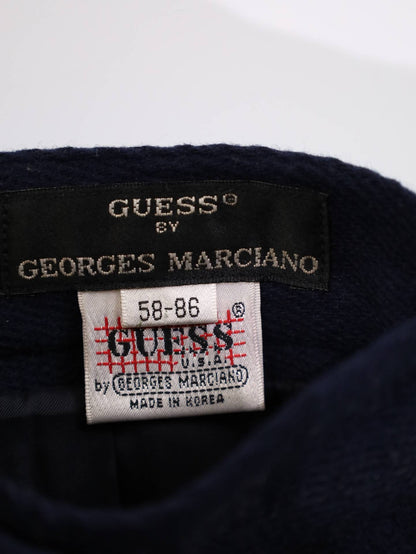 GUESS®
BY
GEORGES MARCIANO
58-86
GUESS®
U.S.A.
by GEORGES MARCIANO
MADE IN KOREA